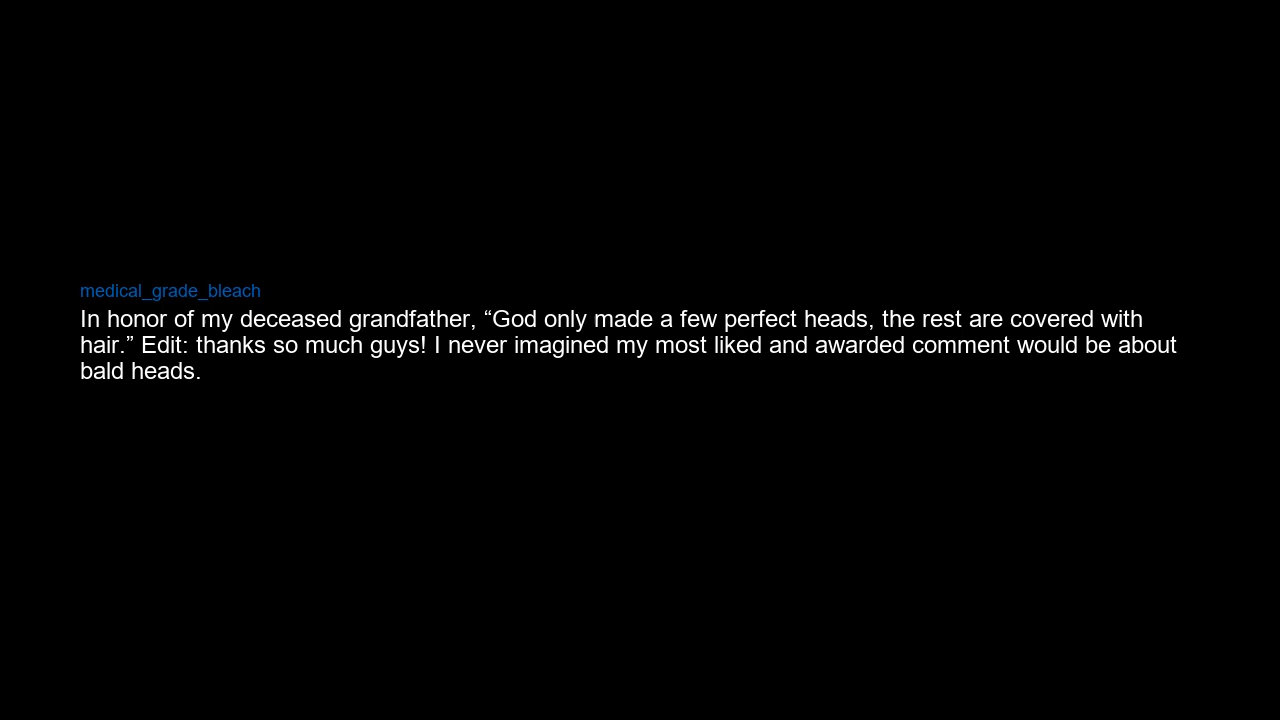 medical_grade_bleach
In honor of my deceased grandfather, “God only made a few perfect heads, the rest are covered with
hair.” Edit: thanks so much guys! I never imagined my most liked and awarded comment would be about
bald heads.